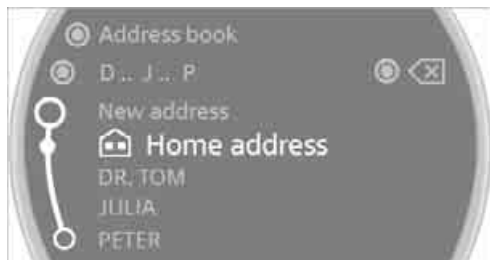 Address book
D .. J .. P
New address
Home address
DR. TOM
JULIA
PETER